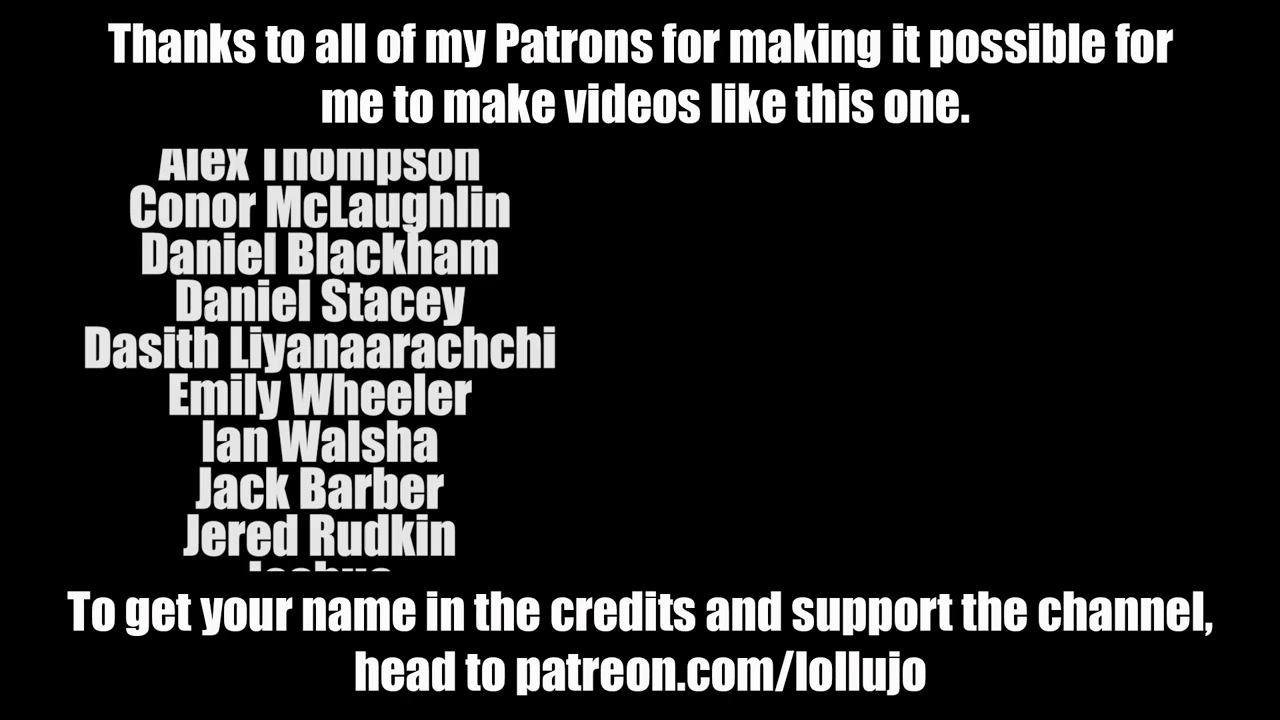 Thanks to all of my Patrons for making it possible for
me to make videos like this one.
Alex Thompson
Conor McLaughlin
Daniel Blackham
Daniel Stacey
Dasith Liyanaarachchi
Emily Wheeler
Ian Walsha
Jack Barber
Jered Rudkin
To get your name in the credits and support the channel,
head to patreon.com/lollujo